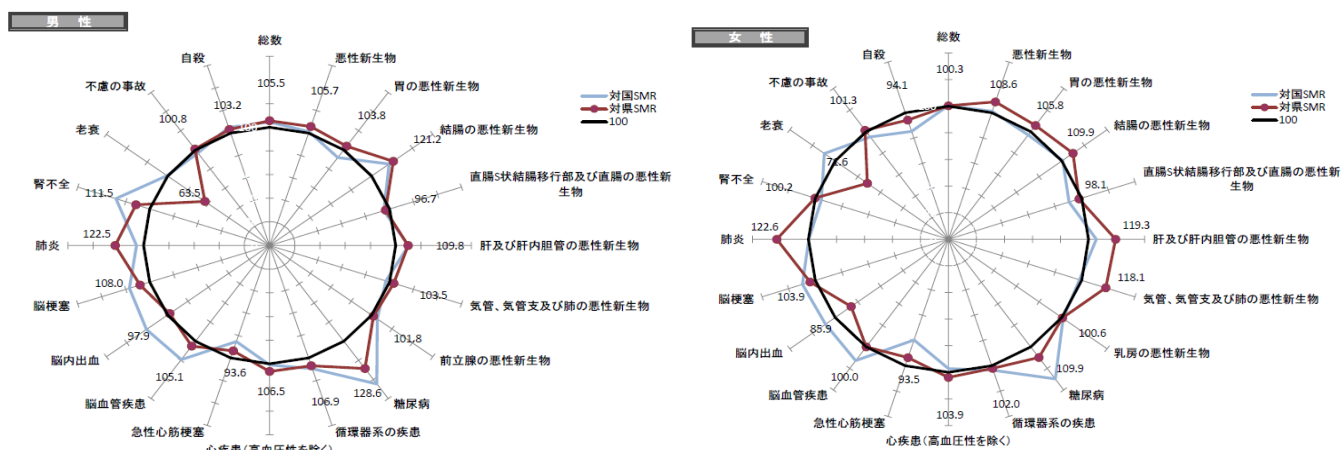 男 性
総数
105.5
悪性新生物
105.7
胃の悪性新生物
103.8
結腸の悪性新生物
121.2
直腸S状結腸移行部及び直腸の悪性新
生物
96.7
肝及び肝内胆管の悪性新生物
109.8
気管、気管支及び肺の悪性新生物
103.5
前立腺の悪性新生物
101.8
糖尿病
128.6
循環器系の疾患
106.9
心疾患(高血圧性を除く)
106.5
急性心筋梗塞
93.6
脳血管疾患
105.1
脳内出血
97.9
脳梗塞
108.0
肺炎
122.5
腎不全
111.5
老衰
63.5
不慮の事故
100.8
自殺
103.2
100
対国SMR
対県SMR
100
女 性
総数
100.3
悪性新生物
108.6
胃の悪性新生物
105.8
結腸の悪性新生物
109.9
直腸S状結腸移行部及び直腸の悪性新生
物
98.1
肝及び肝内胆管の悪性新生物
119.3
気管、気管支及び肺の悪性新生物
118.1
乳房の悪性新生物
100.6
糖尿病
109.9
循環器系の疾患
102.0
心疾患(高血圧性を除く)
103.9
急性心筋梗塞
93.5
脳血管疾患
100.0
脳内出血
85.9
脳梗塞
103.9
肺炎
122.6
腎不全
100.2
老衰
71.6
不慮の事故
101.3
自殺
94.1
100
対国SMR
対県SMR
100